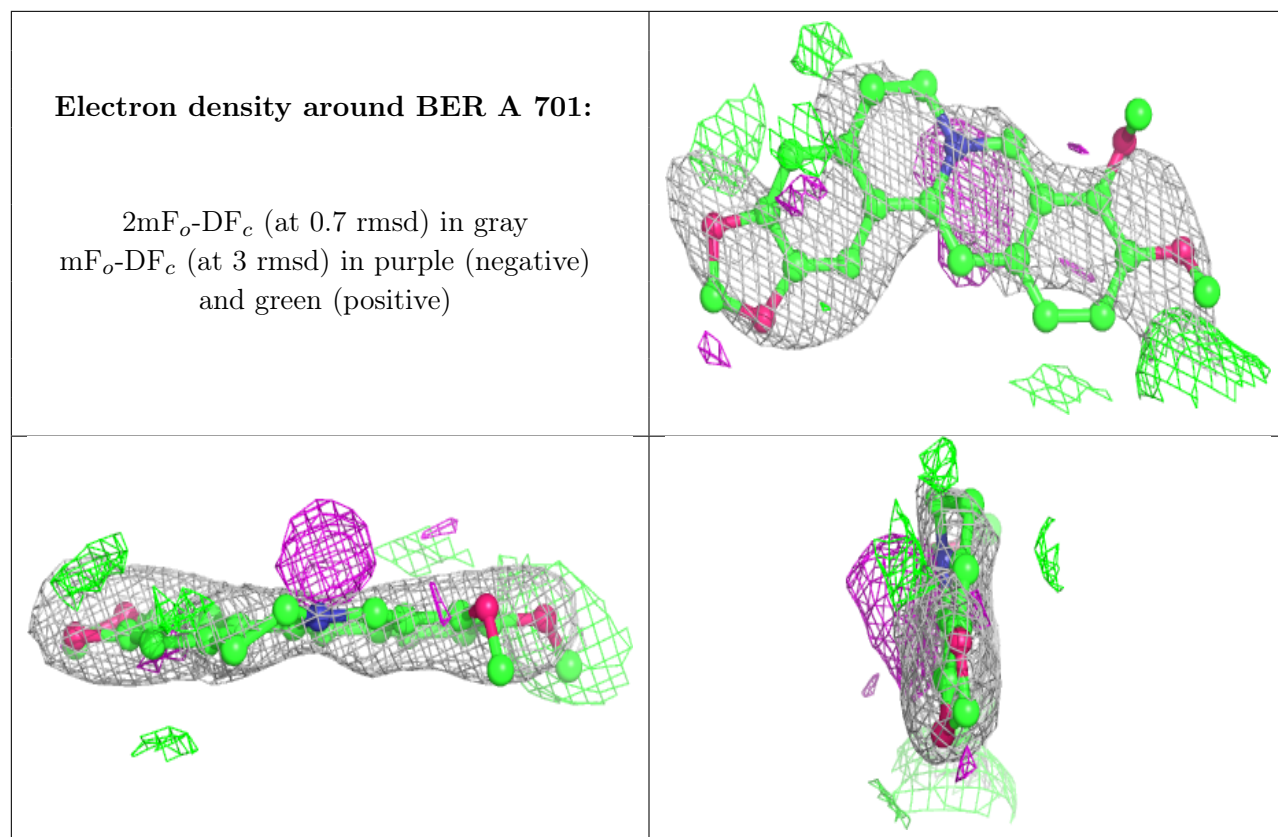 Electron density around BER A 701:
2mFₒ-DF𝒸 (at 0.7 rmsd) in gray
mFₒ-DF𝒸 (at 3 rmsd) in purple (negative)
and green (positive)